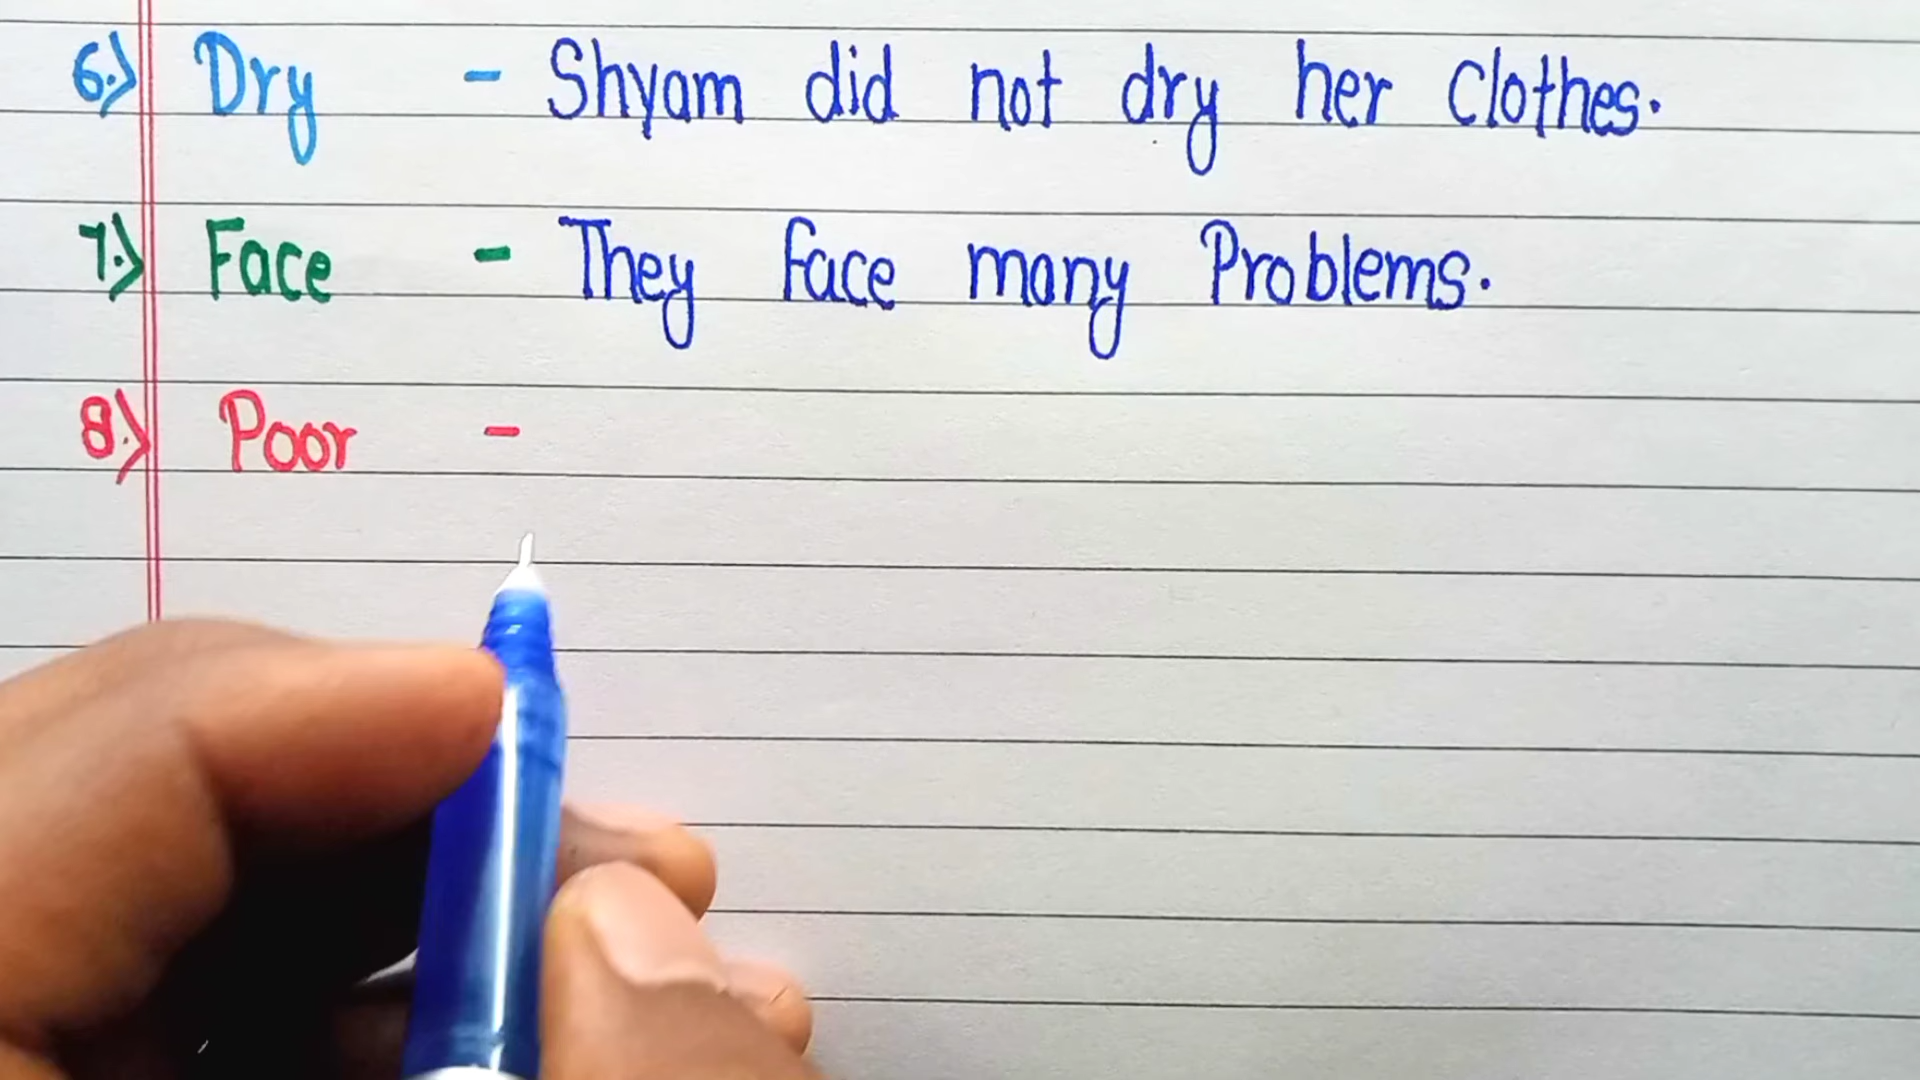 6.) Dry - Shyam did not dry her Clothes.
7.) Face - They face many Problems.
8.) Poor -